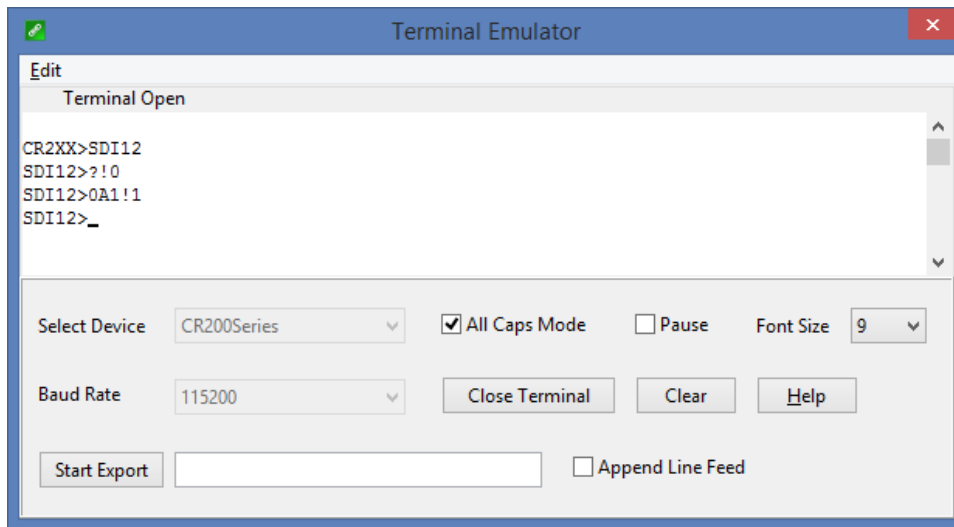 Terminal Emulator
Edit
Terminal Open
CR2XX>SDI12
SDI12>?!0
SDI12>0A1!1
SDI12>_
Select Device CR200Series All Caps Mode Pause Font Size 9
Baud Rate 115200 Close Terminal Clear Help
Start Export Append Line Feed